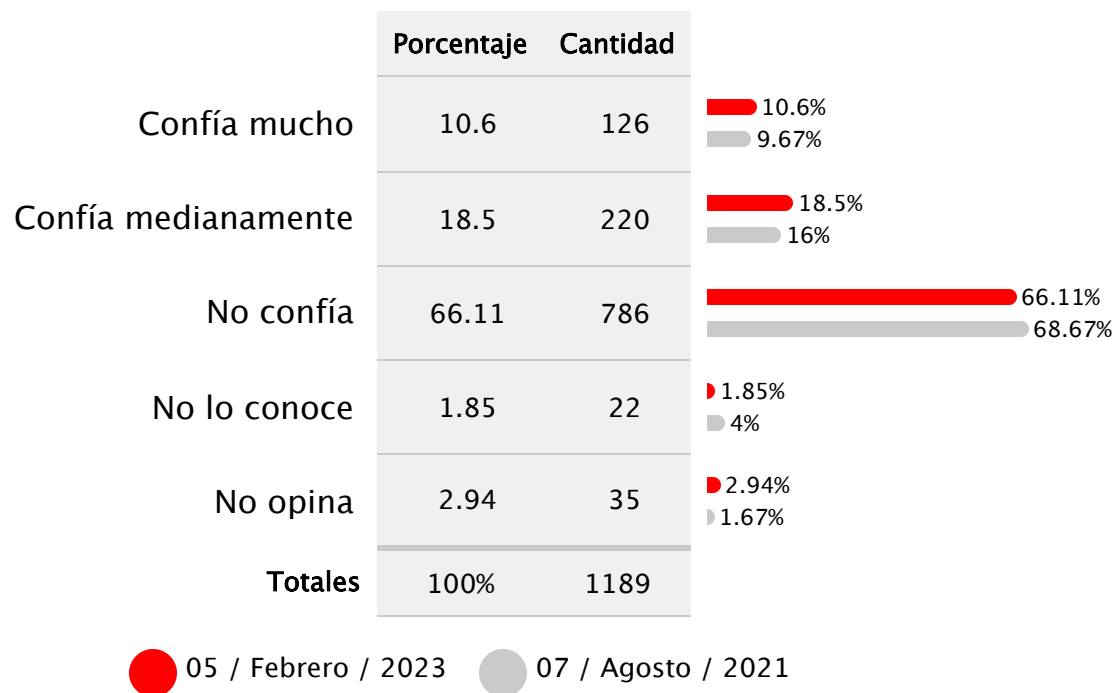 Porcentaje Cantidad
Confía mucho 10.6 126 10.6%
9.67%
Confía medianamente 18.5 220 18.5%
16%
No confía 66.11 786 66.11%
68.67%
No lo conoce 1.85 22 1.85%
4%
No opina 2.94 35 2.94%
1.67%
Totales 100% 1189
05 / Febrero / 2023 07 / Agosto / 2021